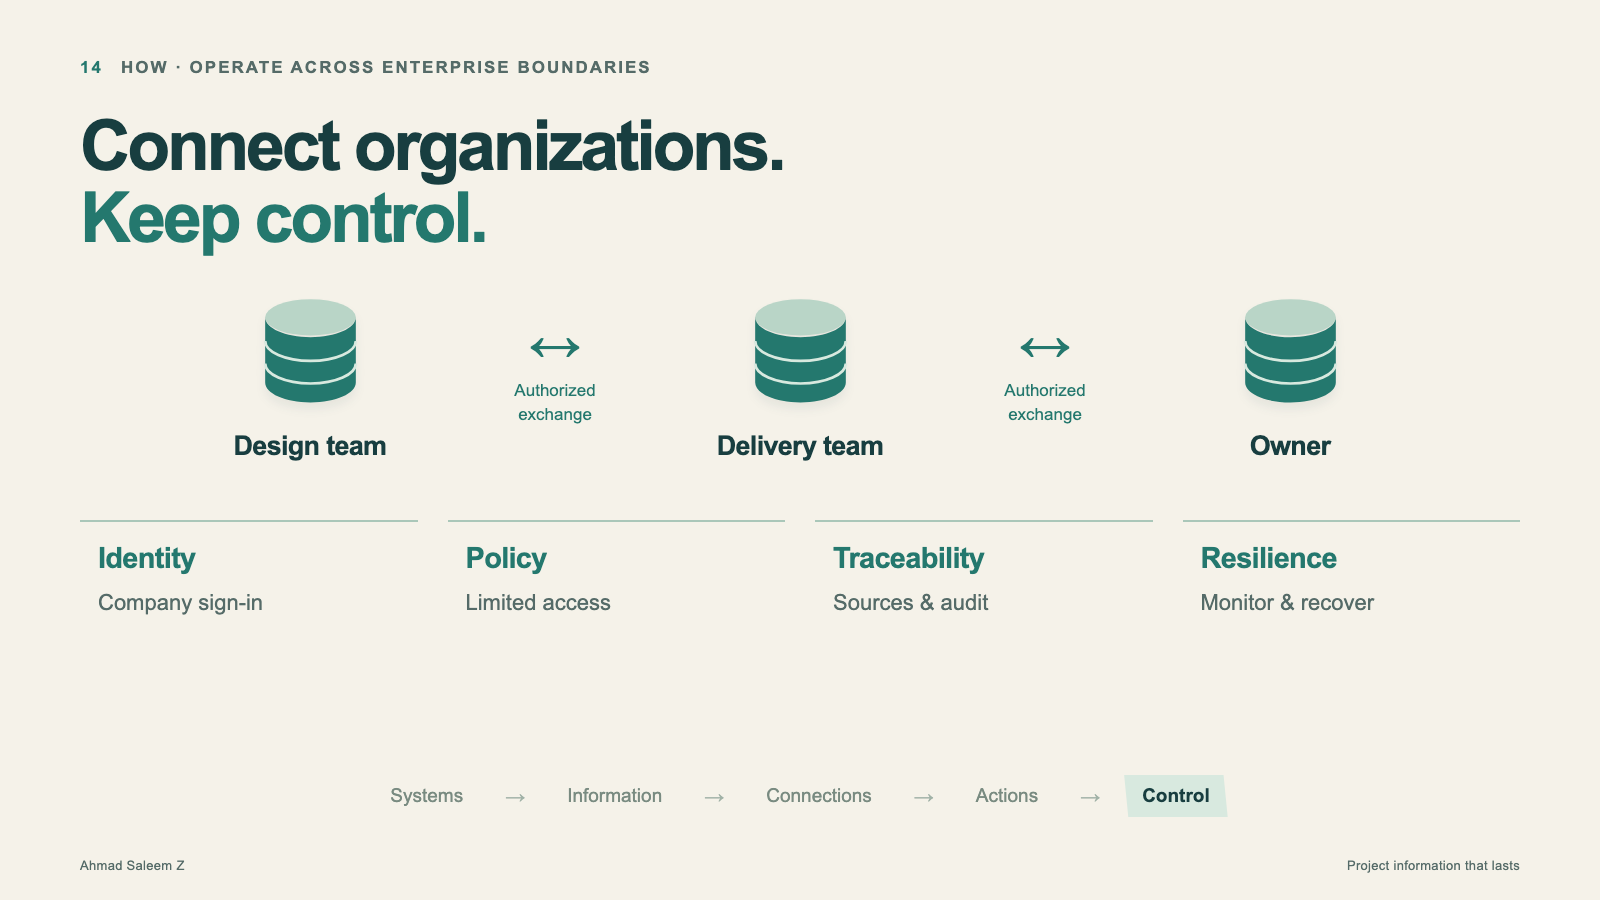 14 HOW · OPERATE ACROSS ENTERPRISE BOUNDARIES
Connect organizations.
Keep control.
Authorized
exchange
Authorized
exchange
Design team
Delivery team
Owner
Identity
Company sign-in
Policy
Limited access
Traceability
Sources & audit
Resilience
Monitor & recover
Systems → Information → Connections → Actions → Control
Ahmad Saleem Z
Project information that lasts